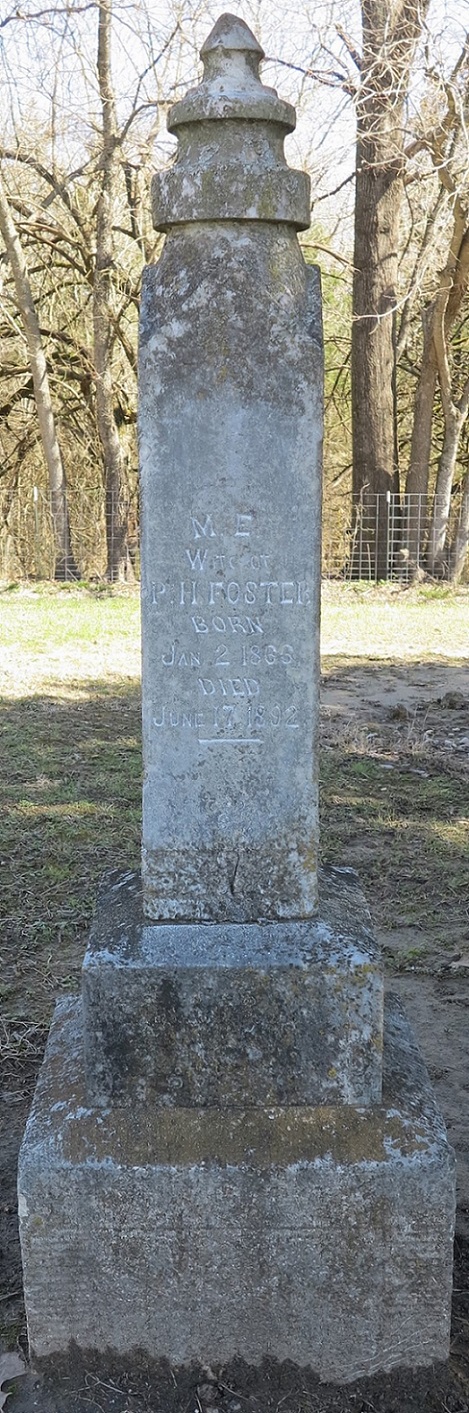 M. E.
Wife of
P. H. FOSTER
BORN
JAN 2 1863
DIED
JUNE 17, 1892.